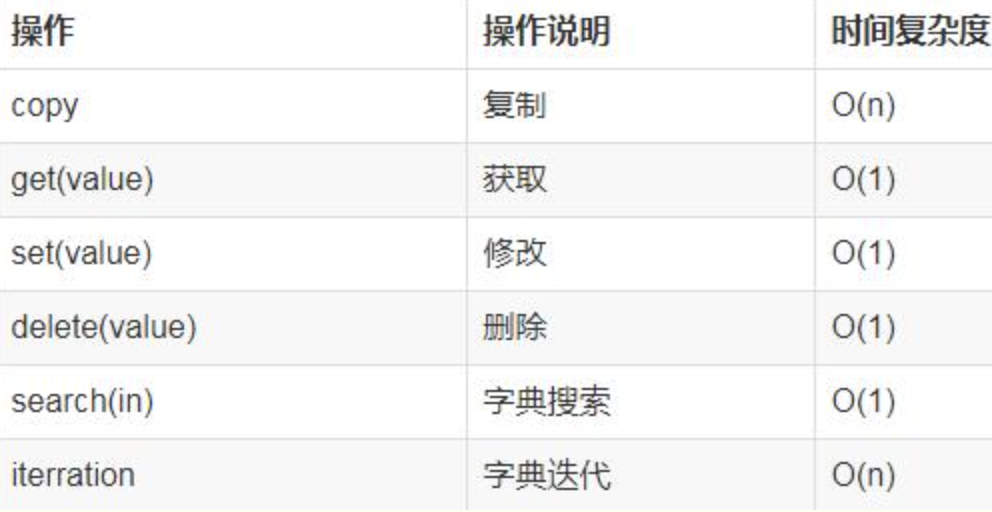 操作 操作说明 时间复杂度
copy 复制 O(n)
get(value) 获取 O(1)
set(value) 修改 O(1)
delete(value) 删除 O(1)
search(in) 字典搜索 O(1)
iterration 字典迭代 O(n)